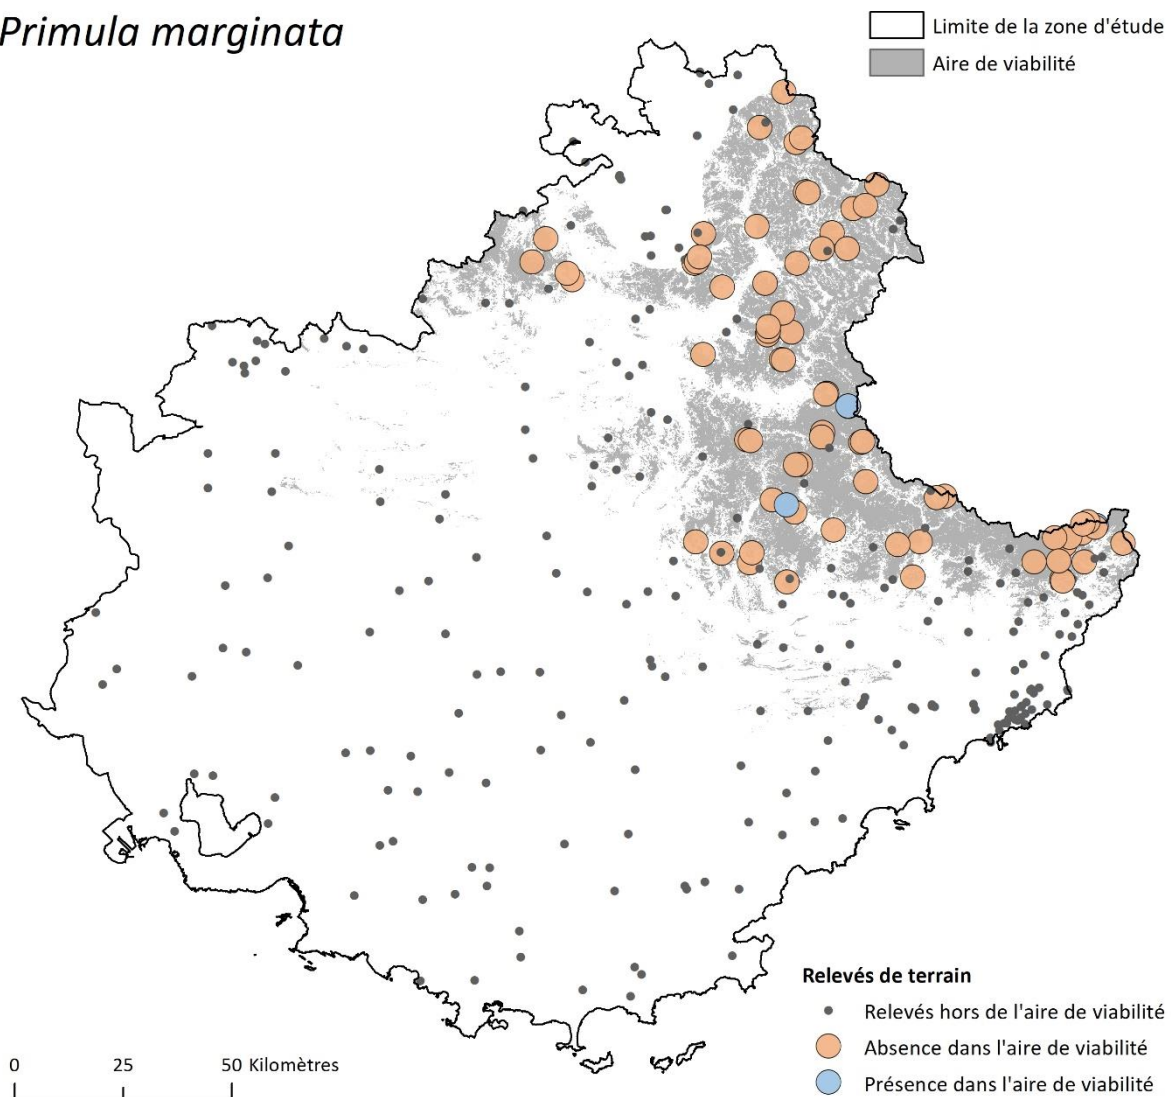 Primula marginata
Limite de la zone d'étude
Aire de viabilité
Relevés de terrain
Relevés hors de l'aire de viabilité
Absence dans l'aire de viabilité
Présence dans l'aire de viabilité
0 25 50 Kilomètres